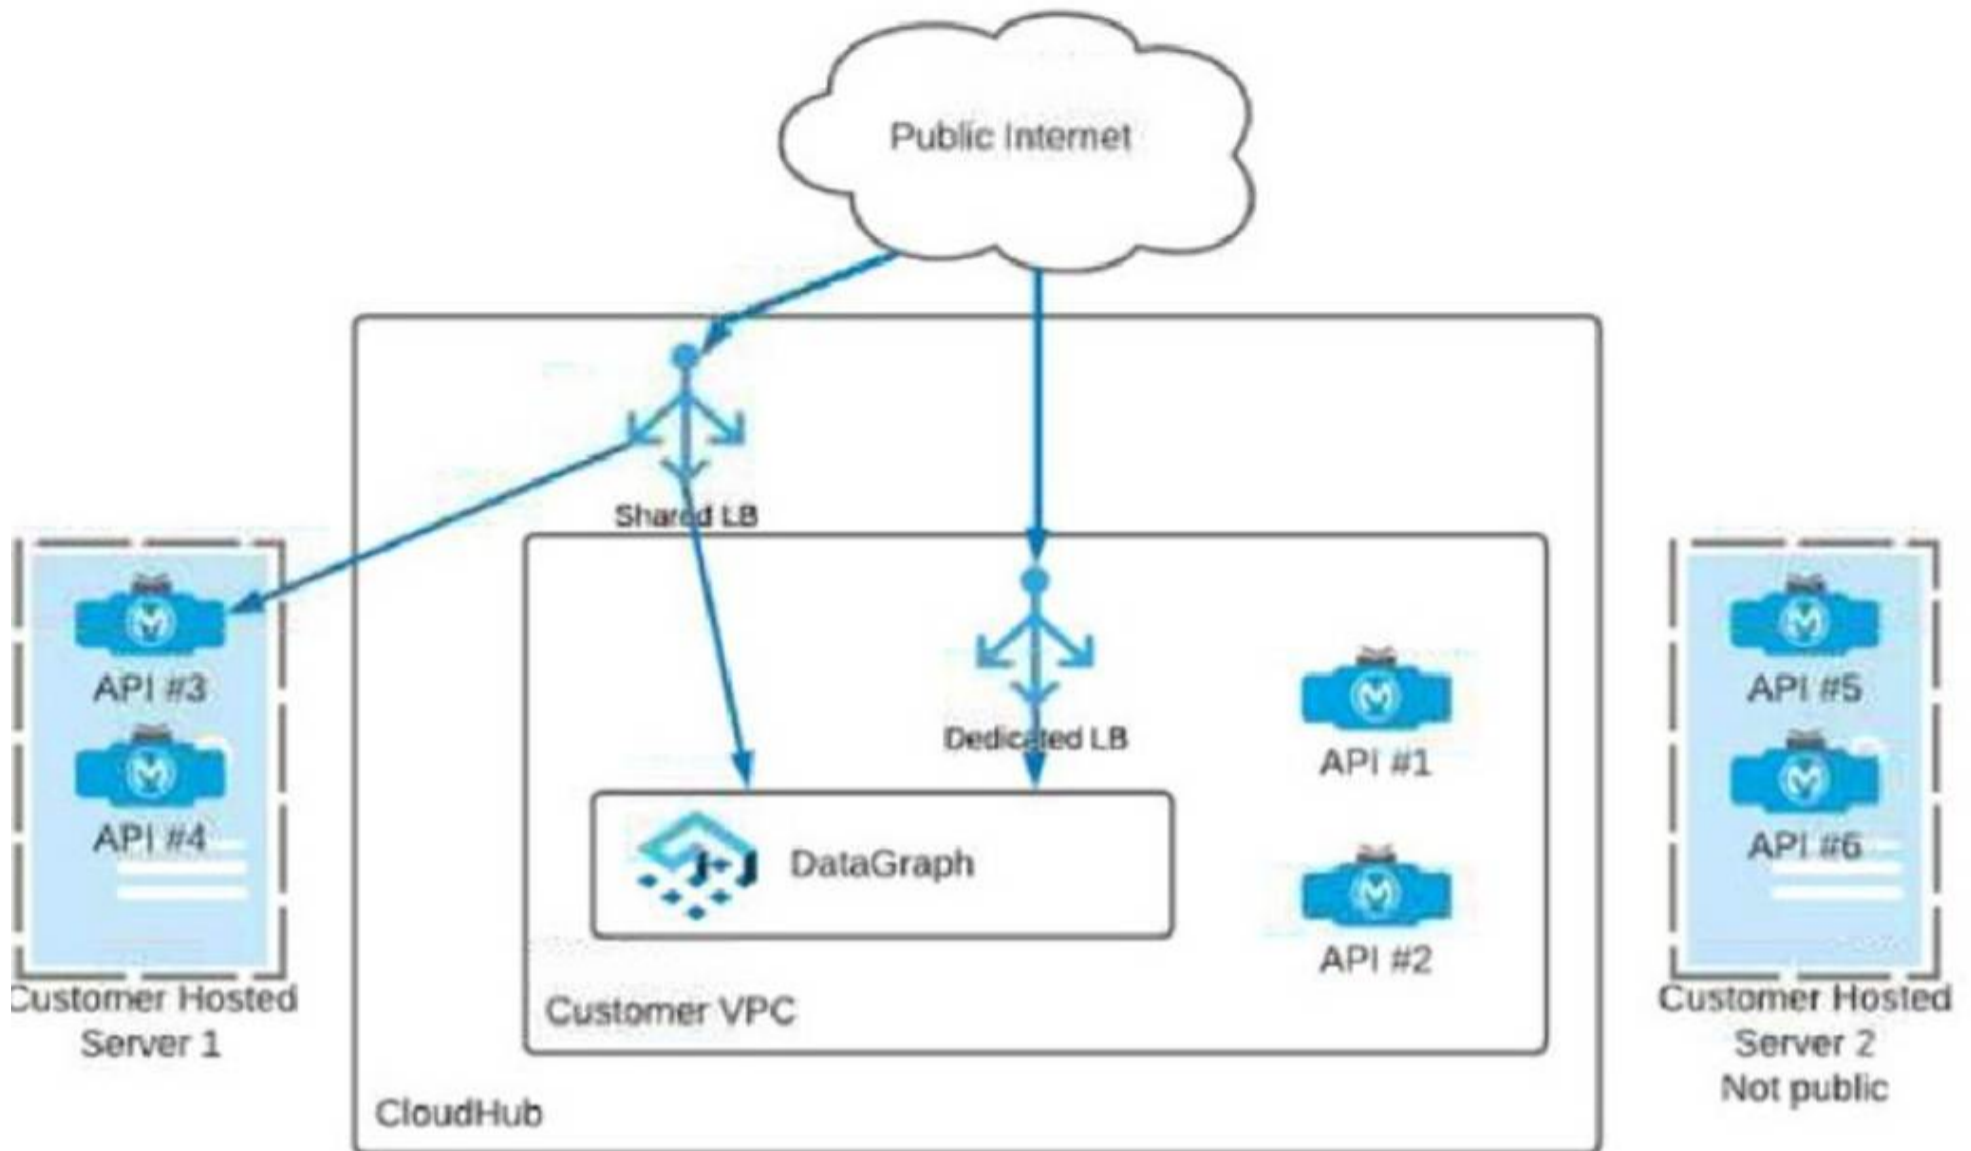 Public Internet
Shared LB
API #3
API #4
Customer Hosted
Server 1
Dedicated LB
API #1
API #2
DataGraph
Customer VPC
CloudHub
API #5
API #6
Customer Hosted
Server 2
Not public